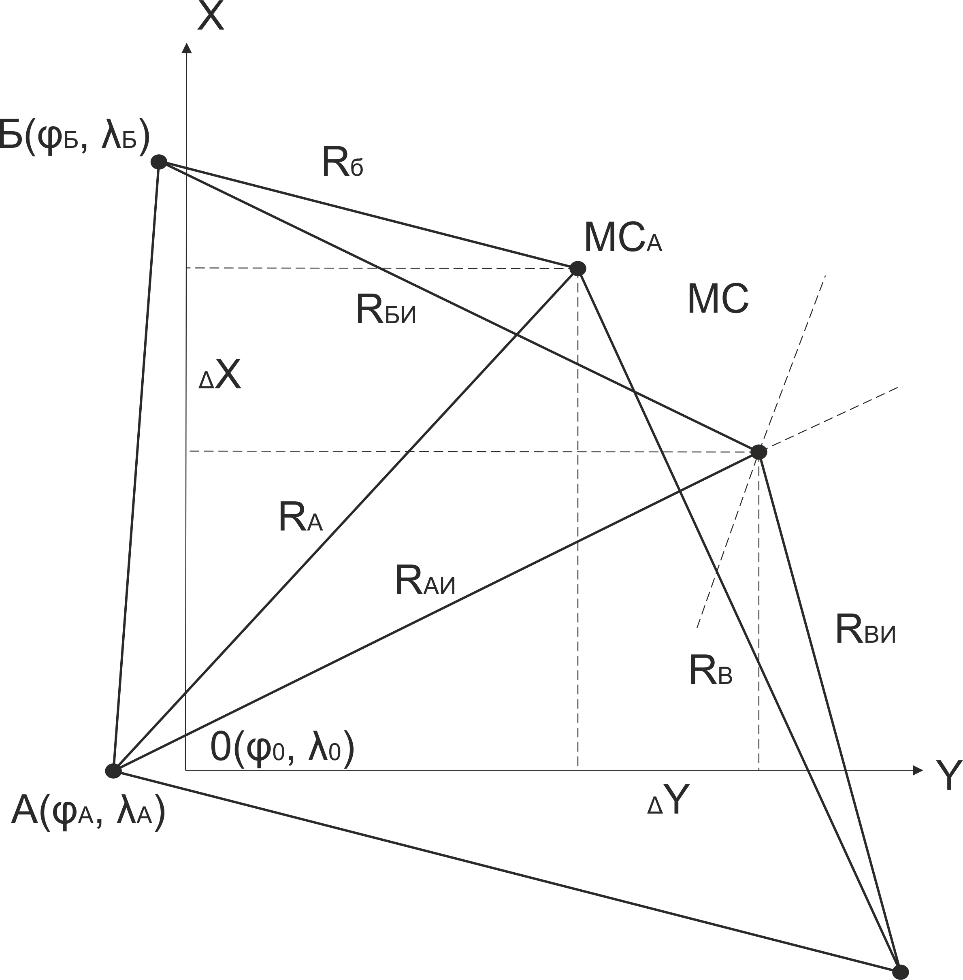 X
Б(φБ, λБ)
Rб
МСА
RБИ
МС
ΔX
RА
RАИ
RВИ
RВ
0(φ0, λ0)
Y
ΔY
А(φА, λА)